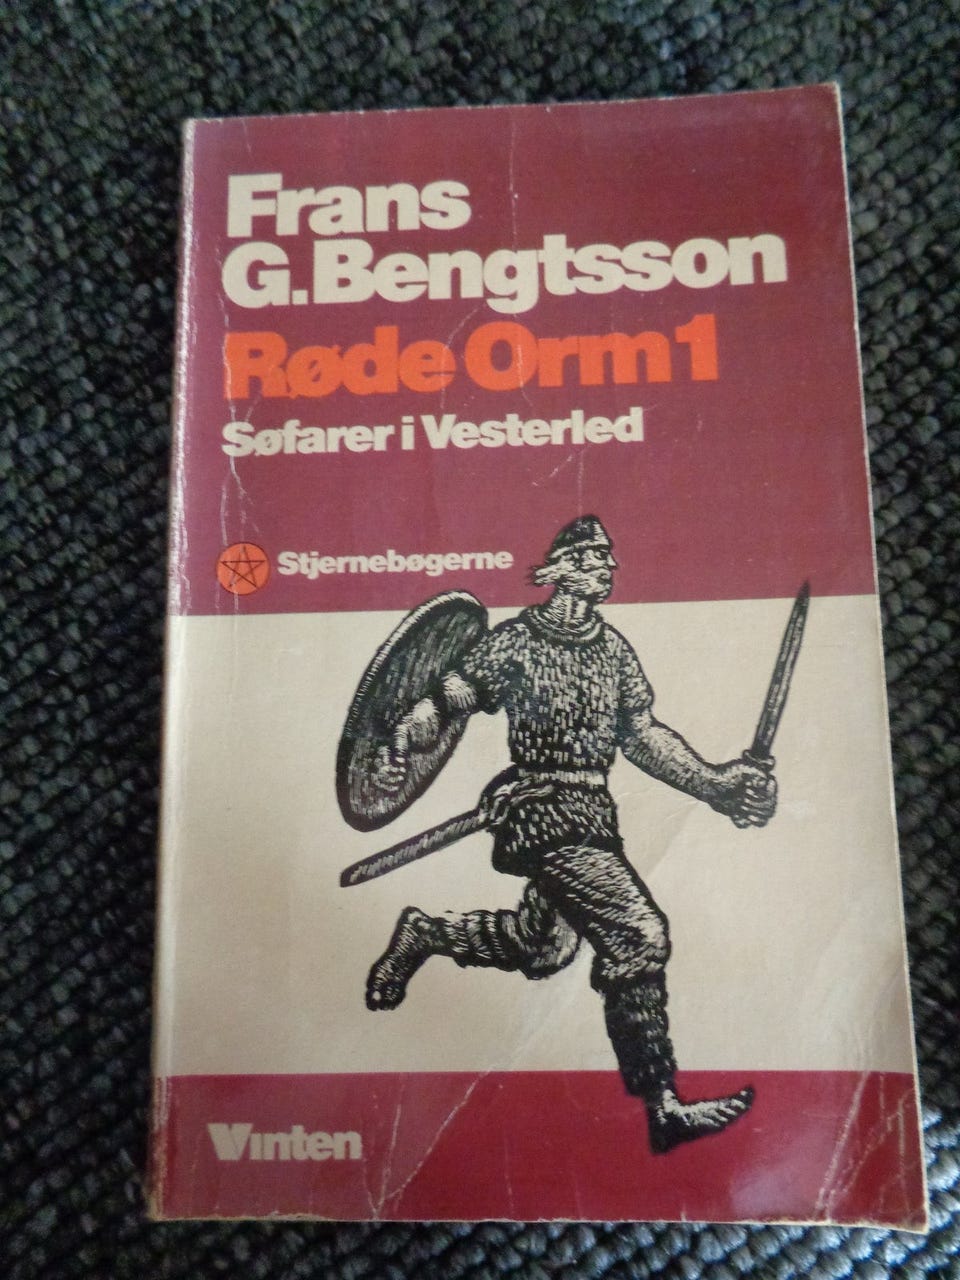 Frans
G. Bengtsson
Røde Orm 1
Søfarer i Vesterled
Stjernebøgerne
Vinten